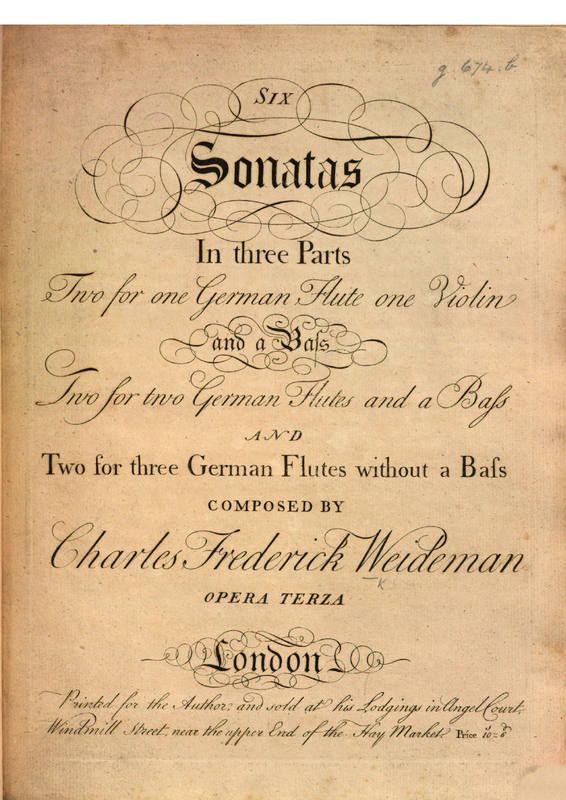 g.674.b
SIX
Sonatas
In three Parts
Two for one German Flute one Violin
and a Baſs
Two for two German Flutes and a Baſs
AND
Two for three German Flutes without a Baſs
COMPOSED BY
Charles Frederick Weideman
K
OPERA TERZA
London
Printed for the Author; and sold at his Lodgings in Angel Court,
Windmill Street, near the upper End of the Hay Market. Price